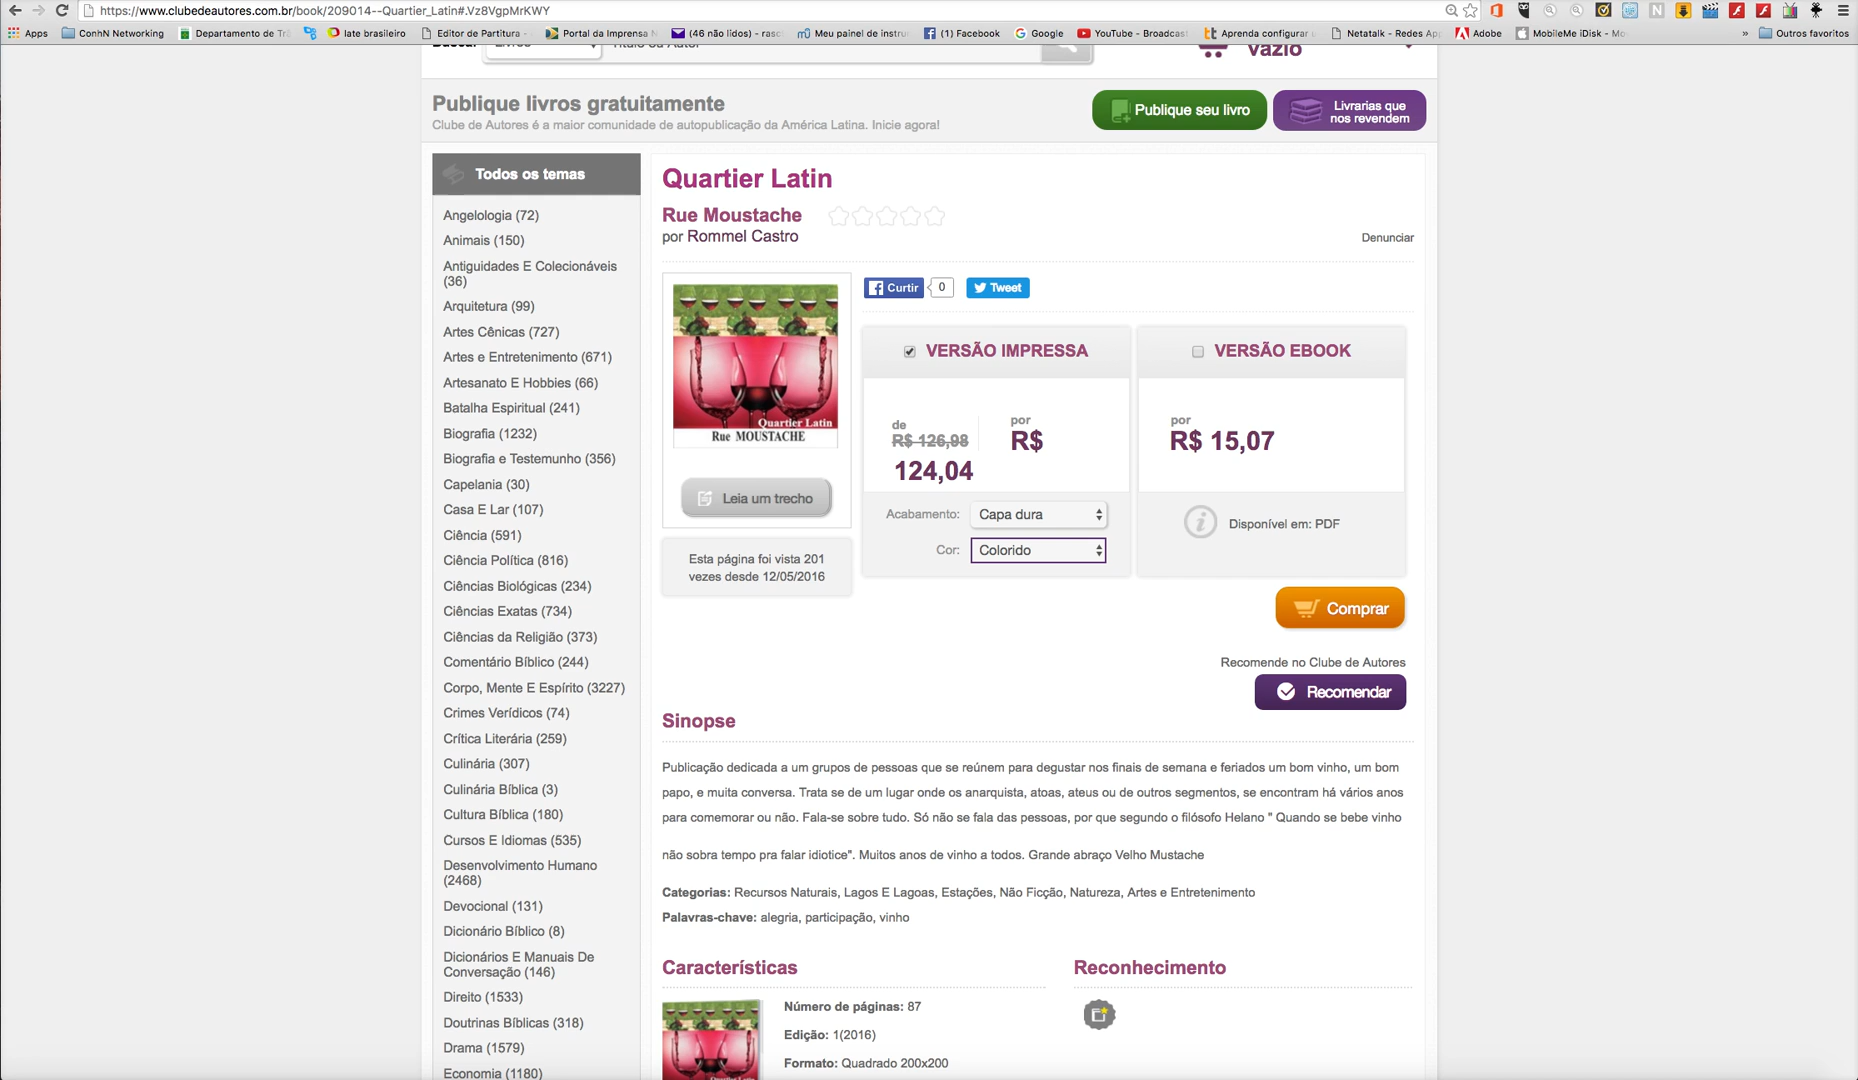 https://www.clubedeautores.com.br/book/209014--Quartier_Latin#.Vz8VgpMrKWY
Apps
ConhN Networking
Departamento de Trá
Iate brasileiro
Editor de Partitura -
Portal da Imprensa N
(46 não lidos) - rasc
Meu painel de instru
(1) Facebook
Google
YouTube - Broadcas
Aprenda configurar
Netatalk - Redes Ap
Adobe
MobileMe iDisk - Mo
»
Outros favoritos
Buscar
Livros
Título ou Autor
vazio
Publique livros gratuitamente
Clube de Autores é a maior comunidade de autopublicação da América Latina. Inicie agora!
Publique seu livro
Livrarias que
nos revendem
Todos os temas
Angelologia (72)
Animais (150)
Antiguidades E Colecionáveis
(36)
Arquitetura (99)
Artes Cênicas (727)
Artes e Entretenimento (671)
Artesanato E Hobbies (66)
Batalha Espiritual (241)
Biografia (1232)
Biografia e Testemunho (356)
Capelania (30)
Casa E Lar (107)
Ciência (591)
Ciência Política (816)
Ciências Biológicas (234)
Ciências Exatas (734)
Ciências da Religião (373)
Comentário Bíblico (244)
Corpo, Mente E Espírito (3227)
Crimes Verídicos (74)
Crítica Literária (259)
Culinária (307)
Culinária Bíblica (3)
Cultura Bíblica (180)
Cursos E Idiomas (535)
Desenvolvimento Humano
(2468)
Devocional (131)
Dicionário Bíblico (8)
Dicionários E Manuais De
Conversação (146)
Direito (1533)
Doutrinas Bíblicas (318)
Drama (1579)
Economia (1180)
Quartier Latin
Rue Moustache
por Rommel Castro
Denunciar
Quartier Latin
Rue MOUSTACHE
Leia um trecho
Esta página foi vista 201
vezes desde 12/05/2016
Curtir
0
Tweet
VERSÃO IMPRESSA
de
R$ 126,98
por
R$
124,04
Acabamento: Capa dura
Cor: Colorido
VERSÃO EBOOK
por
R$ 15,07
Disponível em: PDF
Comprar
Recomende no Clube de Autores
Recomendar
Sinopse
Publicação dedicada a um grupos de pessoas que se reúnem para degustar nos finais de semana e feriados um bom vinho, um bom
papo, e muita conversa. Trata se de um lugar onde os anarquista, atoas, ateus ou de outros segmentos, se encontram há vários anos
para comemorar ou não. Fala-se sobre tudo. Só não se fala das pessoas, por que segundo o filósofo Helano " Quando se bebe vinho
não sobra tempo pra falar idiotice". Muitos anos de vinho a todos. Grande abraço Velho Mustache
Categorias: Recursos Naturais, Lagos E Lagoas, Estações, Não Ficção, Natureza, Artes e Entretenimento
Palavras-chave: alegria, participação, vinho
Características
Número de páginas: 87
Edição: 1(2016)
Formato: Quadrado 200x200
Reconhecimento